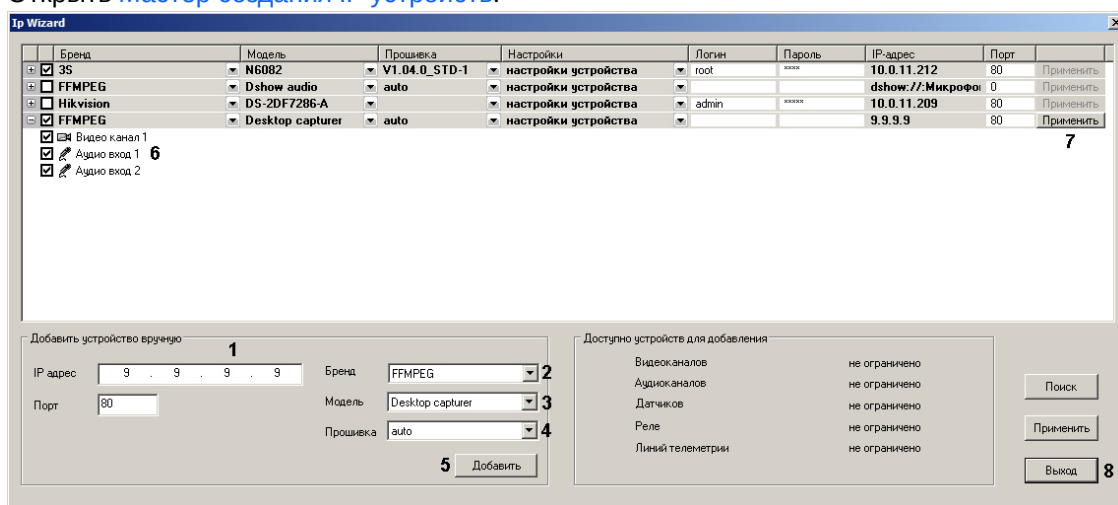 Открыть Мастер создания IP-устройств.
Ip Wizard
Бренд Модель Прошивка Настройки Логин Пароль IP-адрес Порт
3S N6082 V1.04.0_STD-1 настройки устройства root **** 10.0.11.212 80 Применить
FFMPEG Dshow audio auto настройки устройства dshow://:Микрофо 0 Применить
Hikvision DS-2DF7286-A настройки устройства admin ***** 10.0.11.209 80 Применить
FFMPEG Desktop capturer auto настройки устройства 9.9.9.9 80 Применить
Видео канал 1 7
Аудио вход 1 6
Аудио вход 2
Добавить устройство вручную Доступно устройств для добавления
1
IP адрес 9 . 9 . 9 . 9 Бренд FFMPEG 2 Видеоканалов не ограничено
Аудиоканалов не ограничено Поиск
Порт 80 Модель Desktop capturer 3 Датчиков не ограничено
Прошивка auto 4 Реле не ограничено Применить
Линий телеметрии не ограничено
5 Добавить Выход 8